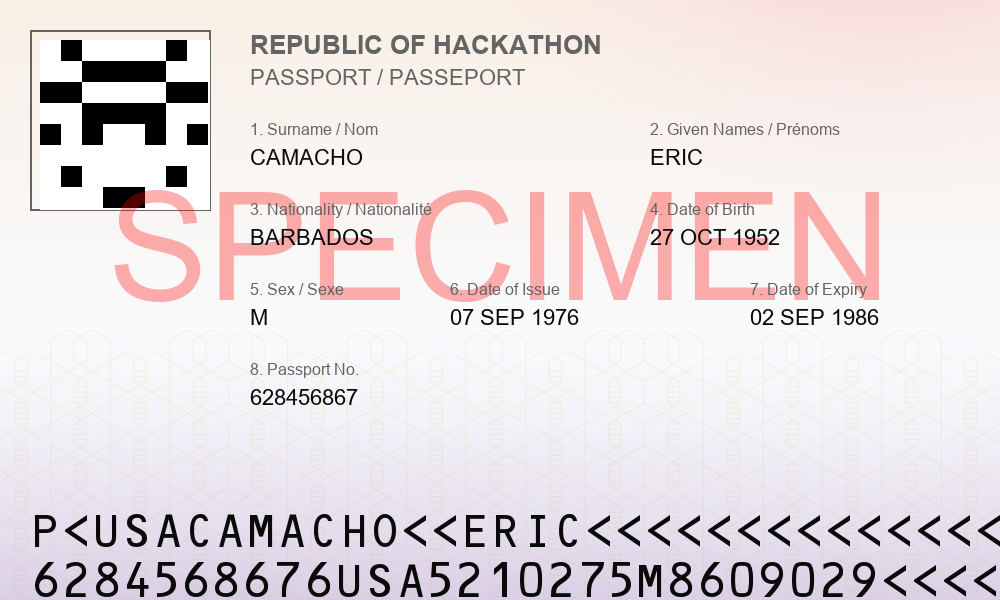 REPUBLIC OF HACKATHON
PASSPORT / PASSEPORT
1. Surname / Nom
2. Given Names / Prénoms
CAMACHO
ERIC
SPECIMEN
3. Nationality / Nationalité
4. Date of Birth
BARBADOS
27 OCT 1952
5. Sex / Sexe
6. Date of Issue
7. Date of Expiry
M
07 SEP 1976
02 SEP 1986
8. Passport No.
628456867
P<USACAMACHO<<ERIC<<<<<<<<<<<<<<
6284568676USA5210275M8609029<<<<